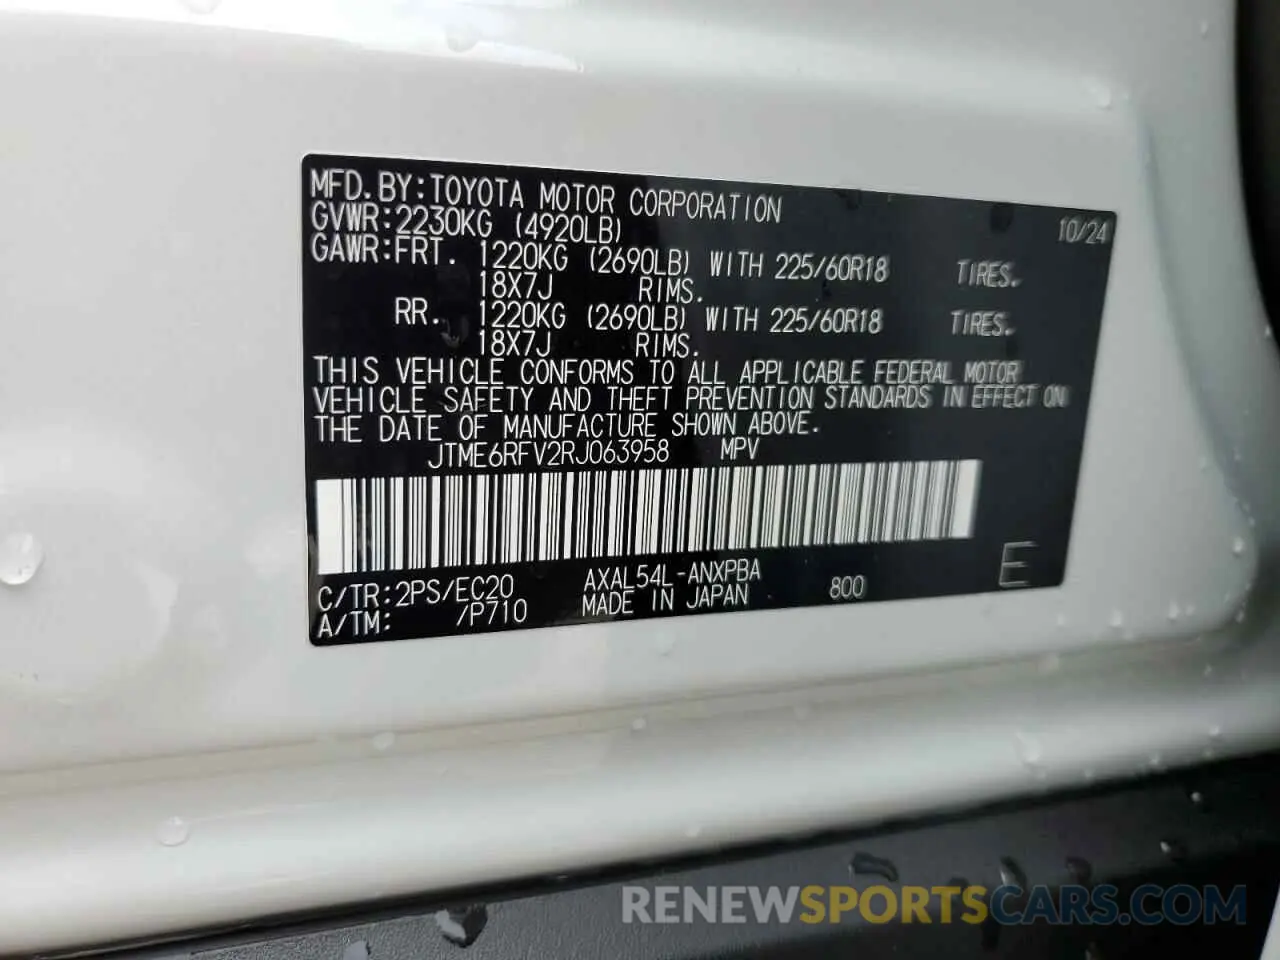 MFD.BY:TOYOTA MOTOR CORPORATION 10/24
GVWR:2230KG (4920LB)
GAWR:FRT. 1220KG (2690LB) WITH 225/60R18 TIRES.
18X7J RIMS.
RR. 1220KG (2690LB) WITH 225/60R18 TIRES.
18X7J RIMS.
THIS VEHICLE CONFORMS TO ALL APPLICABLE FEDERAL MOTOR
VEHICLE SAFETY AND THEFT PREVENTION STANDARDS IN EFFECT ON
THE DATE OF MANUFACTURE SHOWN ABOVE.
JTME6RFV2RJ063958 MPV
C/TR:2PS/EC20 AXAL54L-ANXPBA 800 E
A/TM: /P710 MADE IN JAPAN
RENEWSPORTSCARS.COM